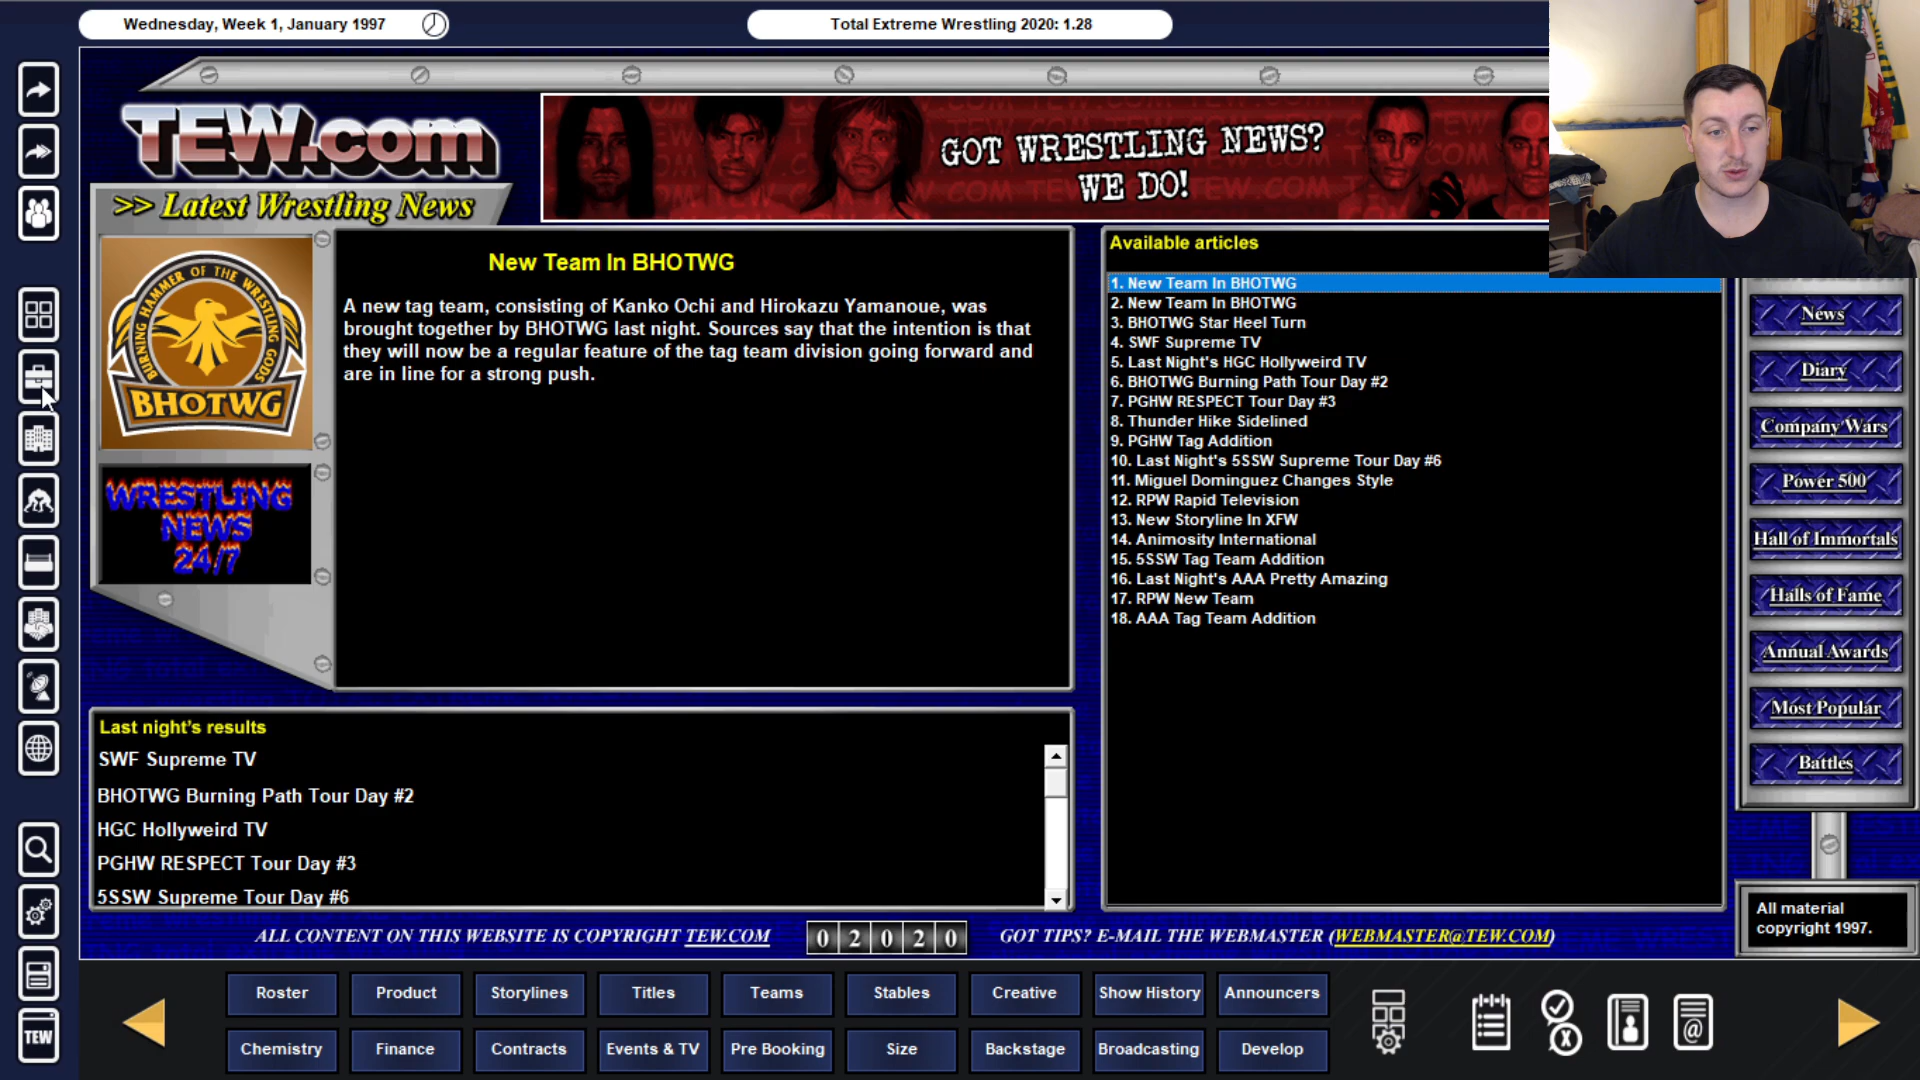 Wednesday, Week 1, January 1997
Total Extreme Wrestling 2020: 1.28
TEW.com
>> Latest Wrestling News
GOT WRESTLING NEWS?
WE DO!
BURNING HAMMER OF THE WRESTLING GODS
BHOTWG
WRESTLING
NEWS
24/7
New Team In BHOTWG
A new tag team, consisting of Kanko Ochi and Hirokazu Yamanoue, was
brought together by BHOTWG last night. Sources say that the intention is that
they will now be a regular feature of the tag team division going forward and
are in line for a strong push.
Available articles
1. New Team In BHOTWG
2. New Team In BHOTWG
3. BHOTWG Star Heel Turn
4. SWF Supreme TV
5. Last Night's HGC Hollyweird TV
6. BHOTWG Burning Path Tour Day #2
7. PGHW RESPECT Tour Day #3
8. Thunder Hike Sidelined
9. PGHW Tag Addition
10. Last Night's 5SSW Supreme Tour Day #6
11. Miguel Dominguez Changes Style
12. RPW Rapid Television
13. New Storyline In XFW
14. Animosity International
15. 5SSW Tag Team Addition
16. Last Night's AAA Pretty Amazing
17. RPW New Team
18. AAA Tag Team Addition
News
Diary
Company Wars
Power 500
Hall of Immortals
Halls of Fame
Annual Awards
Most Popular
Battles
Last night's results
SWF Supreme TV
BHOTWG Burning Path Tour Day #2
HGC Hollyweird TV
PGHW RESPECT Tour Day #3
5SSW Supreme Tour Day #6
All material
copyright 1997.
ALL CONTENT ON THIS WEBSITE IS COPYRIGHT TEW.COM
0 2 0 2 0
GOT TIPS? E-MAIL THE WEBMASTER (WEBMASTER@TEW.COM)
Roster
Product
Storylines
Titles
Teams
Stables
Creative
Show History
Announcers
Chemistry
Finance
Contracts
Events & TV
Pre Booking
Size
Backstage
Broadcasting
Develop
TEW